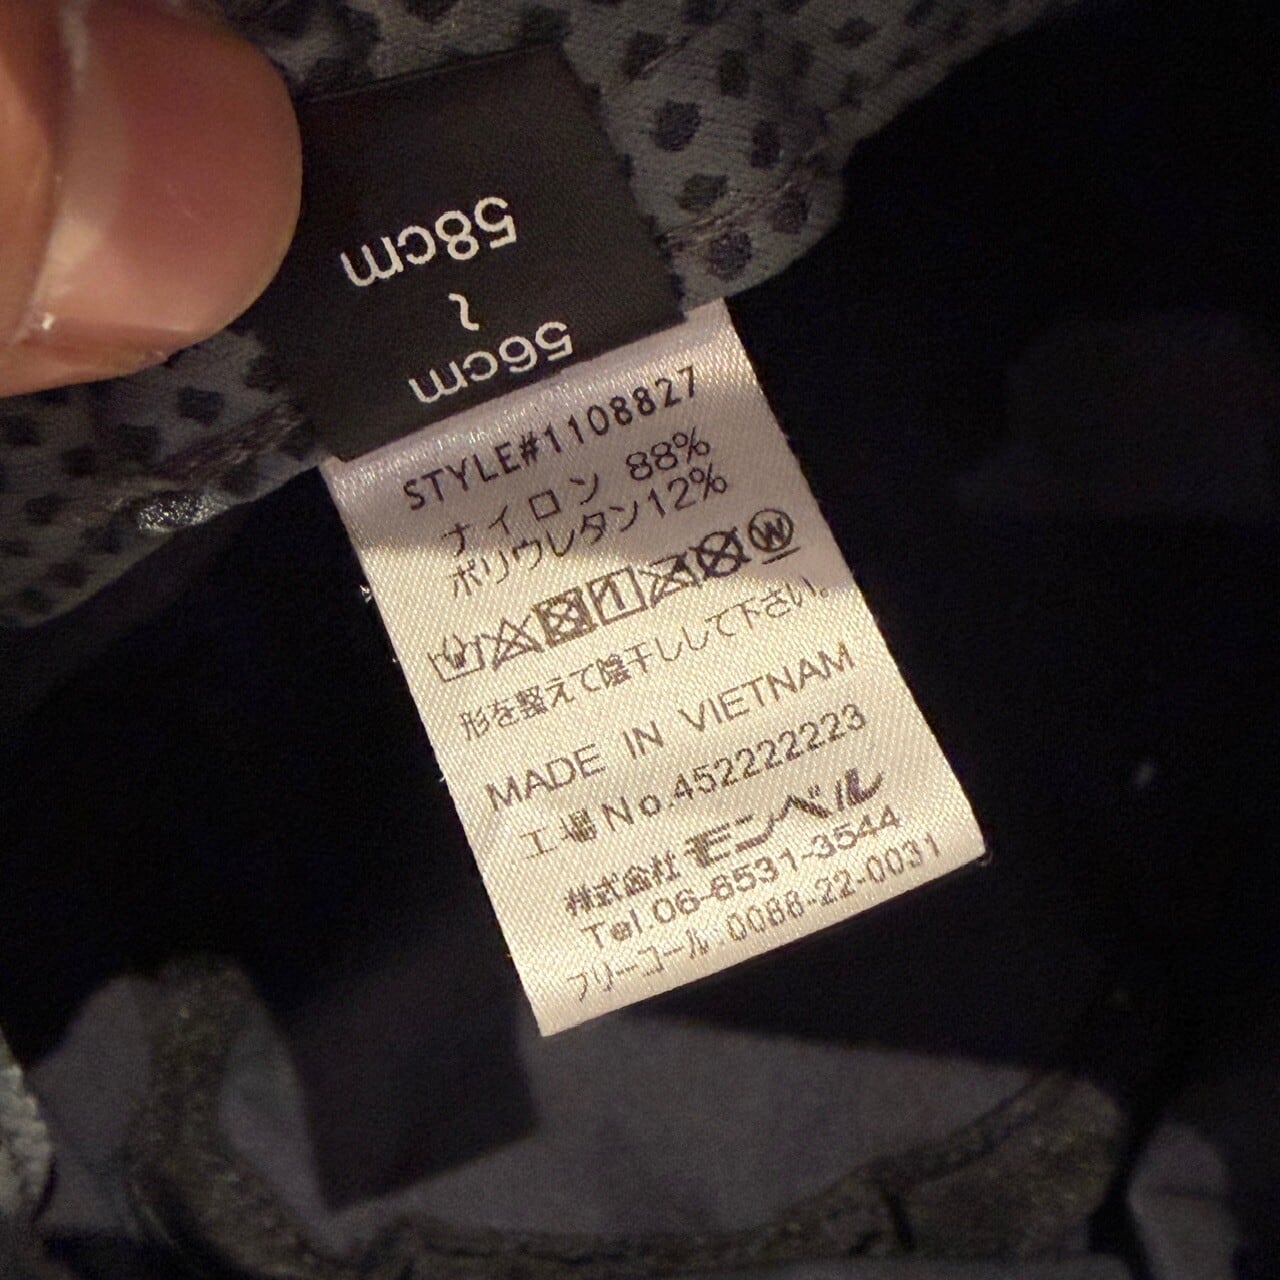 56cm
~
58cm
STYLE#1108827
ナイロン 88%
ポリウレタン12%
形を整えて陰干しして下さい。
MADE IN VIETNAM
工場No.452222223
株式会社 モンベル
Tel.06-6531-3544
フリーコール 0088-22-0031